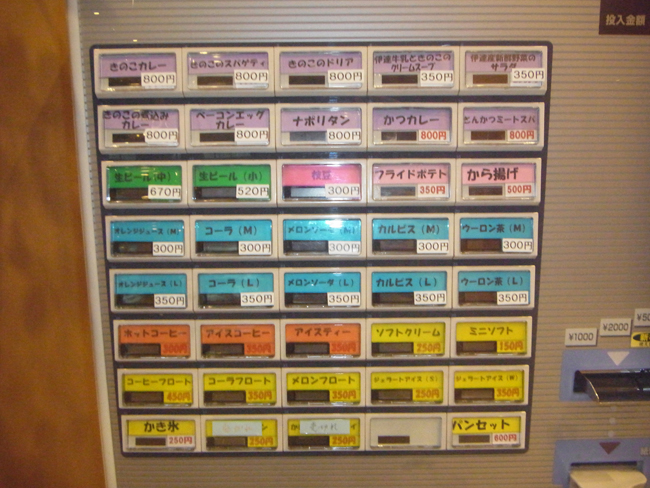 投入金額
きのこカレー
800円
きのこのスパゲティ
800円
きのこのドリア
800円
伊達牛乳ときのこの
クリームスープ
350円
サラダ
350円
きのこの煮込み
カレー
800円
ベーコンエッグ
カレー
800円
ナポリタン
800円
かつカレー
800円
とんかつミートスパ
800円
生ビール(中)
670円
生ビール(小)
520円
枝豆
300円
フライドポテト
350円
から揚げ
500円
オレンジジュース(M)
300円
コーラ(M)
300円
メロンソーダ(M)
300円
カルピス(M)
300円
ウーロン茶(M)
300円
オレンジジュース(L)
350円
コーラ(L)
350円
メロンソーダ(L)
350円
カルピス(L)
350円
ウーロン茶(L)
350円
ホットコーヒー
アイスコーヒー
アイスティー
ソフトクリーム
250円
ミニソフト
150円
コーヒーフロート
450円
コーラフロート
350円
メロンフロート
350円
ジェラートアイス(S)
250円
ジェラートアイス(W)
350円
かき氷
250円
250円
250円
パンセット
600円
¥1000
¥2000